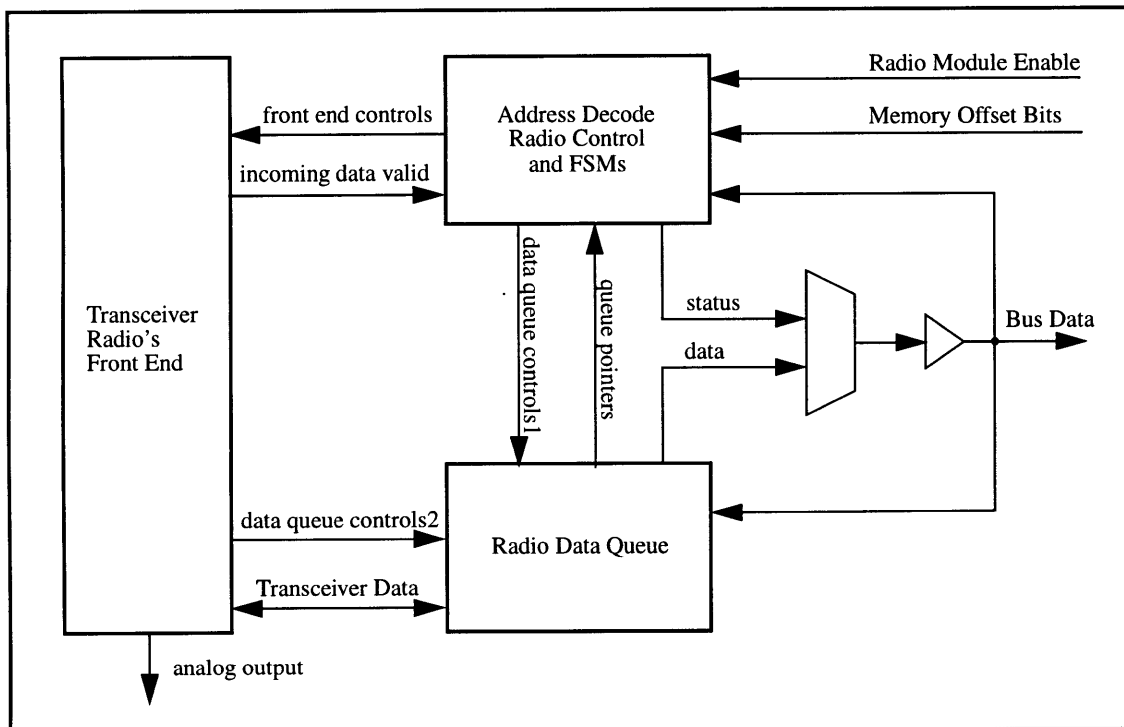 Radio Module Enable
Address Decode
Radio Control
and FSMs
front end controls
Memory Offset Bits
incoming data valid
data queue controls1
queue pointers
status
Bus Data
data
Transceiver
Radio's
Front End
data queue controls2
Radio Data Queue
Transceiver Data
analog output